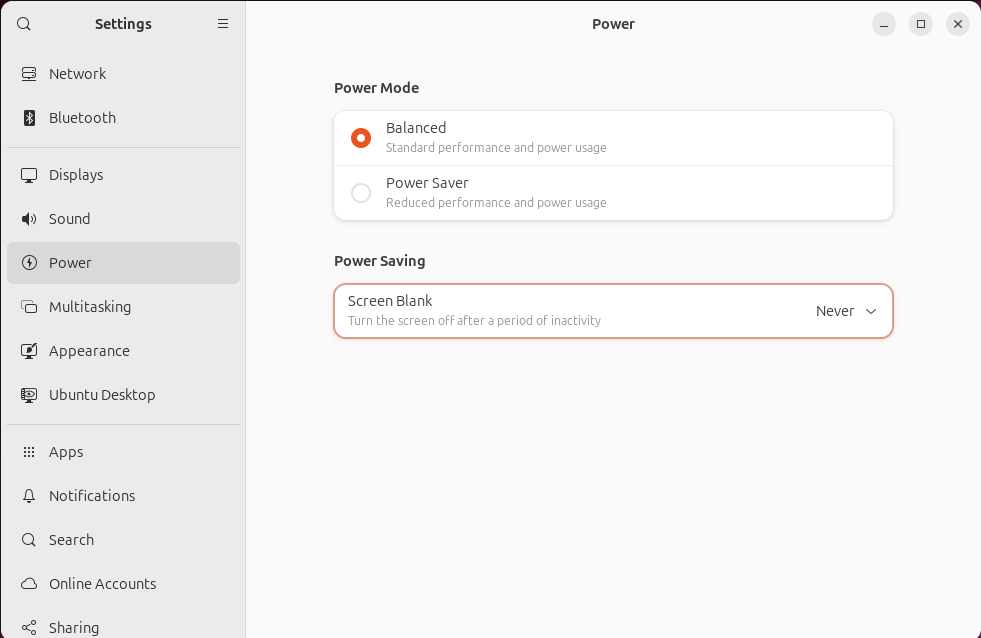 Settings
Network
Bluetooth
Displays
Sound
Power
Multitasking
Appearance
Ubuntu Desktop
Apps
Notifications
Search
Online Accounts
Sharing
Power
Power Mode
Balanced
Standard performance and power usage
Power Saver
Reduced performance and power usage
Power Saving
Screen Blank
Turn the screen off after a period of inactivity
Never